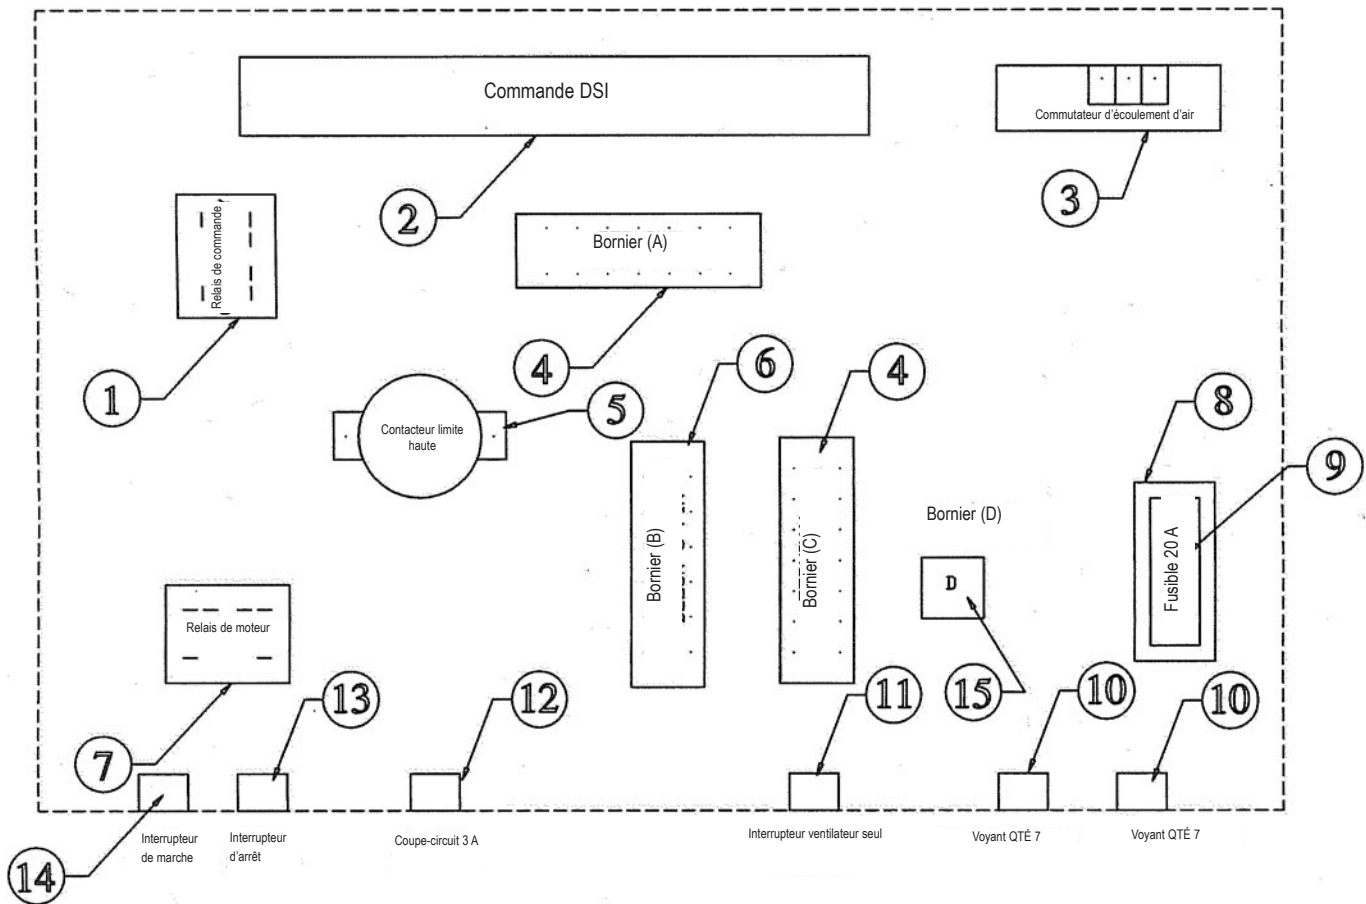 Commande DSI
Commutateur d'écoulement d'air
2
3
Relais de commande
Bornier (A)
1
4
6
4
5
8
Contacteur limite
haute
9
Bornier (B)
Bornier (C)
Bornier (D)
D
Fusible 20 A
Relais de moteur
7
13
12
11
15
10
10
14
Interrupteur
de marche
Interrupteur
d'arrêt
Coupe-circuit 3 A
Interrupteur ventilateur seul
Voyant QTÉ 7
Voyant QTÉ 7